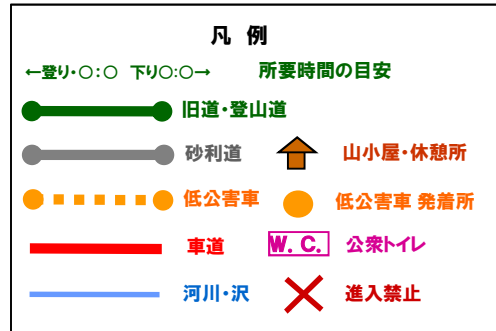 凡 例
←登り・○:○ 下り○:○→ 所要時間の目安
旧道・登山道
砂利道 山小屋・休憩所
低公害車 低公害車 発着所
車道 W. C. 公衆トイレ
河川・沢 進入禁止